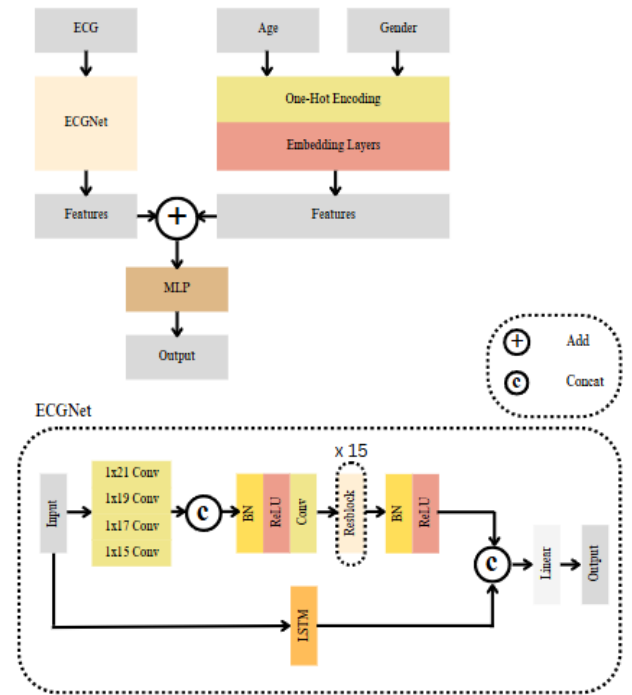 ECG
Age
Gender
ECGNet
One-Hot Encoding
Embedding Layers
Features
+
Features
MLP
Output
+
Add
c
Concat
ECGNet
x 15
Input
1x21 Conv
1x19 Conv
1x17 Conv
1x15 Conv
c
BN
ReLU
Conv
Resblock
BN
ReLU
c
Linear
Output
LSTM